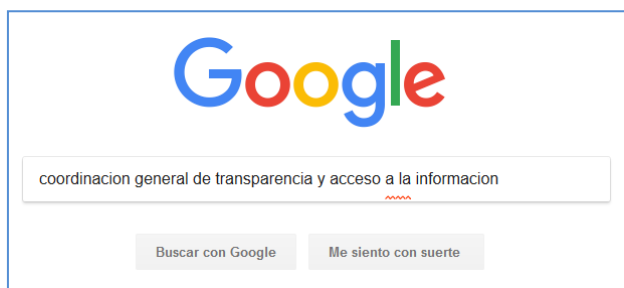 Google
coordinacion general de transparencia y acceso a la informacion
Buscar con Google Me siento con suerte